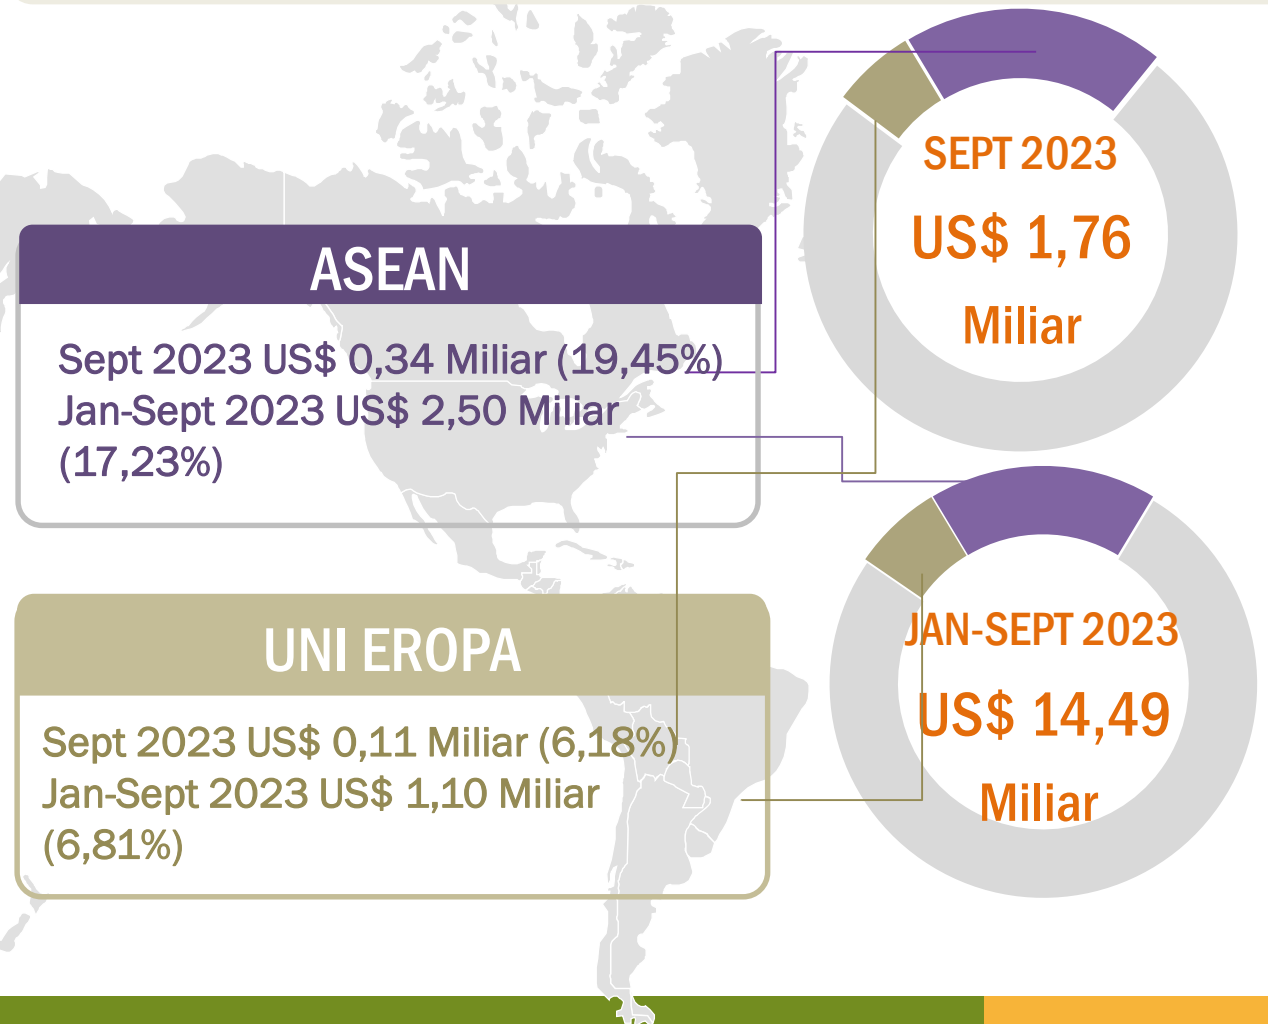 ASEAN
Sept 2023 US$ 0,34 Miliar (19,45%)
Jan-Sept 2023 US$ 2,50 Miliar
(17,23%)
UNI EROPA
Sept 2023 US$ 0,11 Miliar (6,18%)
Jan-Sept 2023 US$ 1,10 Miliar
(6,81%)
SEPT 2023
US$ 1,76
Miliar
JAN-SEPT 2023
US$ 14,49
Miliar